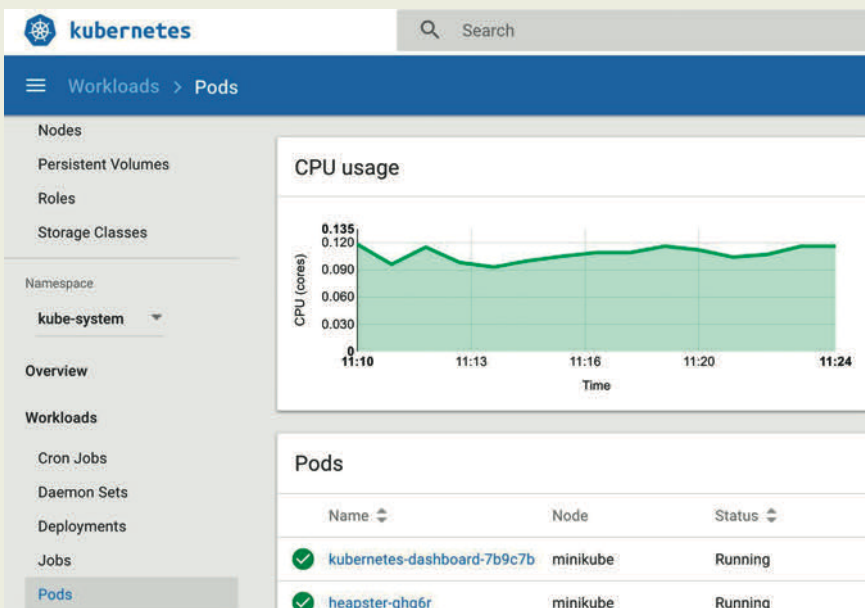 kubernetes
Search
Workloads > Pods
Nodes
Persistent Volumes
Roles
Storage Classes
Namespace
kube-system
Overview
Workloads
Cron Jobs
Daemon Sets
Deployments
Jobs
Pods
CPU usage
CPU (cores)
0.135
0.120
0.090
0.060
0.030
0
11:10 11:13 11:16 11:20 11:24
Time
Pods
Name Node Status
kubernetes-dashboard-7b9c7b minikube Running
heapster-qhq6r minikube Running